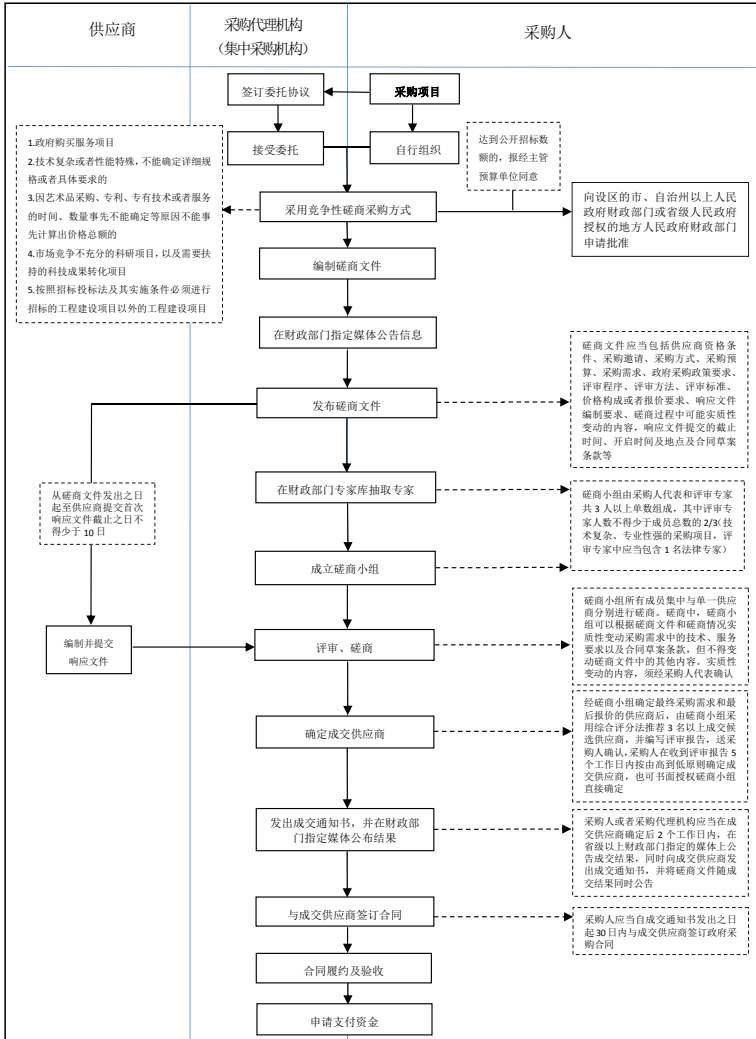 供应商
采购代理机构
（集中采购机构）
采购人
签订委托协议
采购项目
接受委托
自行组织
达到公开招标数
额的，报经主管
预算单位同意
1.政府购买服务项目
2.技术复杂或者性能特殊，不能确定详细规
格或者具体要求的
3.因艺术品采购、专利、专有技术或者服务
的时间、数量事先不能确定等原因不能事
先计算出价格总额的
4.市场竞争不充分的科研项目，以及需要扶
持的科技成果转化项目
5.按照招标投标法及其实施条件必须进行
招标的工程建设项目以外的工程建设项目
采用竞争性磋商采购方式
向设区的市、自治州以上人民
政府财政部门或省级人民政府
授权的地方人民政府财政部门
申请批准
编制磋商文件
在财政部门指定媒体公告信息
发布磋商文件
磋商文件应当包括供应商资格条
件、采购邀请、采购方式、采购预
算、采购需求、政府采购政策要求、
评审程序、评审方法、评审标准、
价格构成或者报价要求、响应文件
编制要求、磋商过程中可能实质性
变动的内容，响应文件提交的截止
时间、开启时间及地点及合同草案
条款等
从磋商文件发出之日
起至供应商提交首次
响应文件截止之日不
得少于 10 日
在财政部门专家库抽取专家
磋商小组由采购人代表和评审专家
共 3 人以上单数组成，其中评审专
家人数不得少于成员总数的 2/3（技
术复杂、专业性强的采购项目，评
审专家中应当包含 1 名法律专家）
成立磋商小组
编制并提交
响应文件
评审、磋商
磋商小组所有成员集中与单一供应
商分别进行磋商。磋商中，磋商小
组可以根据磋商文件和磋商情况实
质性变动采购需求中的技术、服务
要求以及合同草案条款，但不得变
动磋商文件中的其他内容。实质性
变动的内容，须经采购人代表确认
确定成交供应商
经磋商小组确定最终采购需求和最
后报价的供应商后，由磋商小组采
用综合评分法推荐 3 名以上成交候
选供应商，并编写评审报告，送采
购人确认，采购人在收到评审报告 5
个工作日内按由高到低原则确定成
交供应商，也可书面授权磋商小组
直接确定
发出成交通知书，并在财政部
门指定媒体公布结果
采购人或者采购代理机构应当在成
交供应商确定后 2 个工作日内，在
省级以上财政部门指定的媒体上公
告成交结果，同时向成交供应商发
出成交通知书，并将磋商文件随成
交结果同时公告
与成交供应商签订合同
采购人应当自成交通知书发出之日
起 30 日内与成交供应商签订政府采
购合同
合同履约及验收
申请支付资金